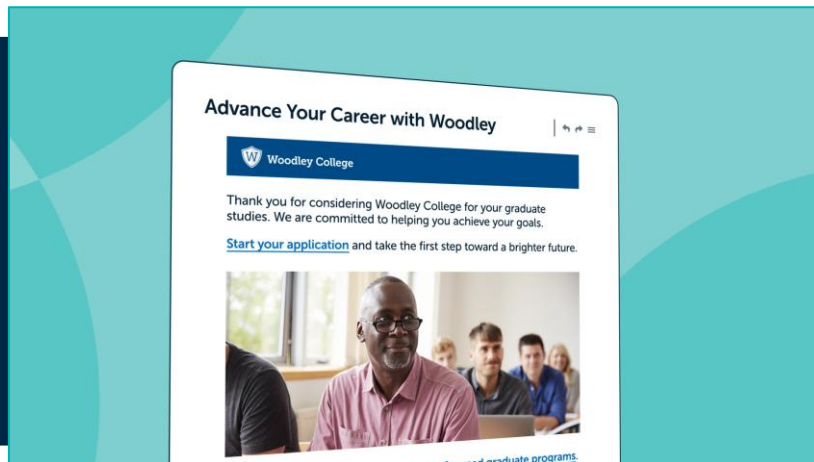 Advance Your Career with Woodley
W
Woodley College
Thank you for considering Woodley College for your graduate
studies. We are committed to helping you achieve your goals.
Start your application and take the first step toward a brighter future.
graduate programs.